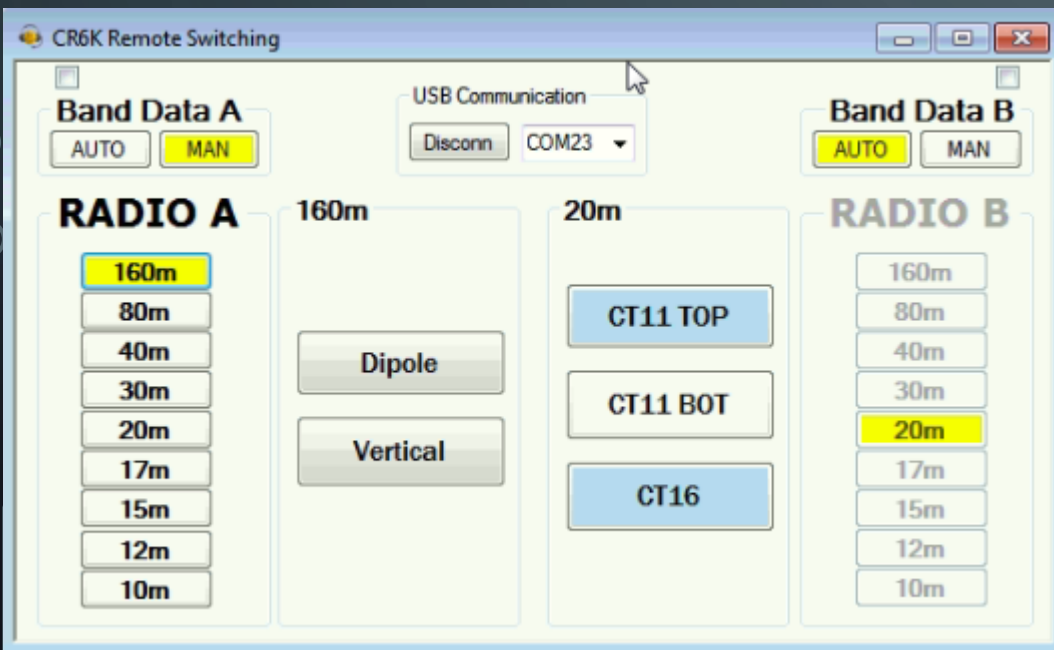 CR6K Remote Switching
Band Data A
AUTO MAN
USB Communication
Disconn COM23
Band Data B
AUTO MAN
RADIO A
160m
80m
40m
30m
20m
17m
15m
12m
10m
160m
Dipole
Vertical
20m
CT11 TOP
CT11 BOT
CT16
RADIO B
160m
80m
40m
30m
20m
17m
15m
12m
10m